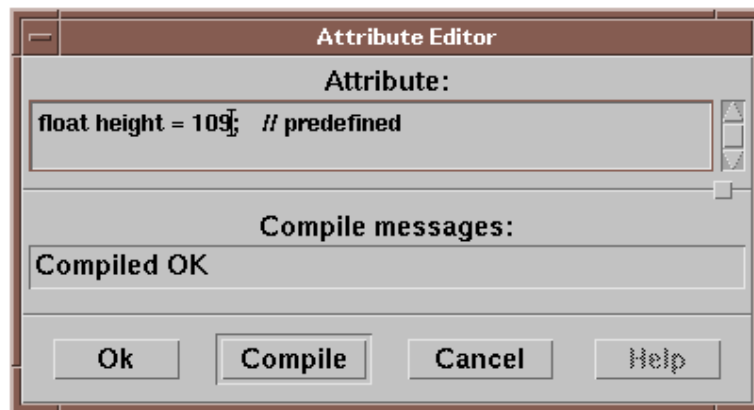 Attribute Editor
Attribute:
float height = 109; // predefined
Compile messages:
Compiled OK
Ok Compile Cancel Help